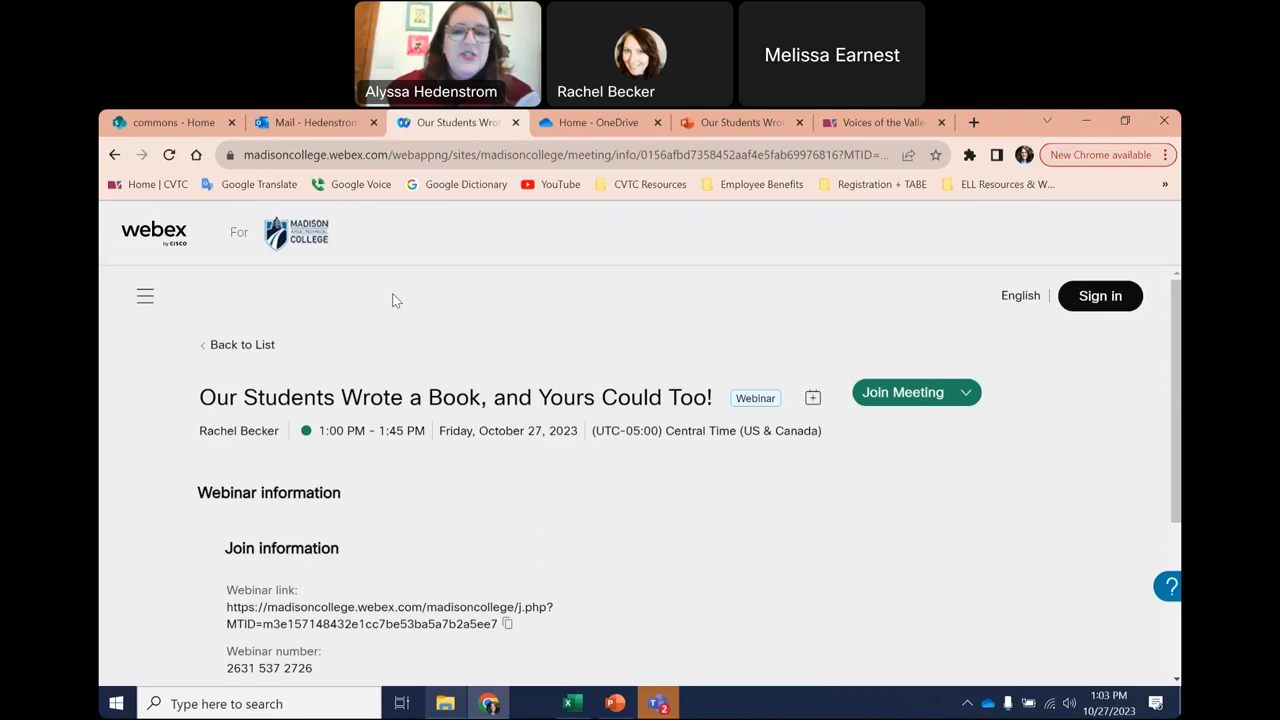 Alyssa Hedenstrom
Rachel Becker
Melissa Earnest
commons - Home
Mail - Hedenstrom
Our Students Wrot
Home - OneDrive
Our Students Wrot
Voices of the Valle
madisoncollege.webex.com/webappng/sites/madisoncollege/meeting/info/0156afbd7358452aaf4e5fab69976816?MTID=...
New Chrome available
Home | CVTC
Google Translate
Google Voice
Google Dictionary
YouTube
CVTC Resources
Employee Benefits
Registration + TABE
ELL Resources & W...
»
webex
by CISCO
For
MADISON
AREA TECHNICAL
COLLEGE
English
Sign in
Back to List
Our Students Wrote a Book, and Yours Could Too!
Webinar
Join Meeting
Rachel Becker
1:00 PM - 1:45 PM
Friday, October 27, 2023
(UTC-05:00) Central Time (US & Canada)
Webinar information
Join information
Webinar link:
https://madisoncollege.webex.com/madisoncollege/j.php?
MTID=m3e157148432e1cc7be53ba5a7b2a5ee7
?
Webinar number:
2631 537 2726
Type here to search
2
1:03 PM
10/27/2023